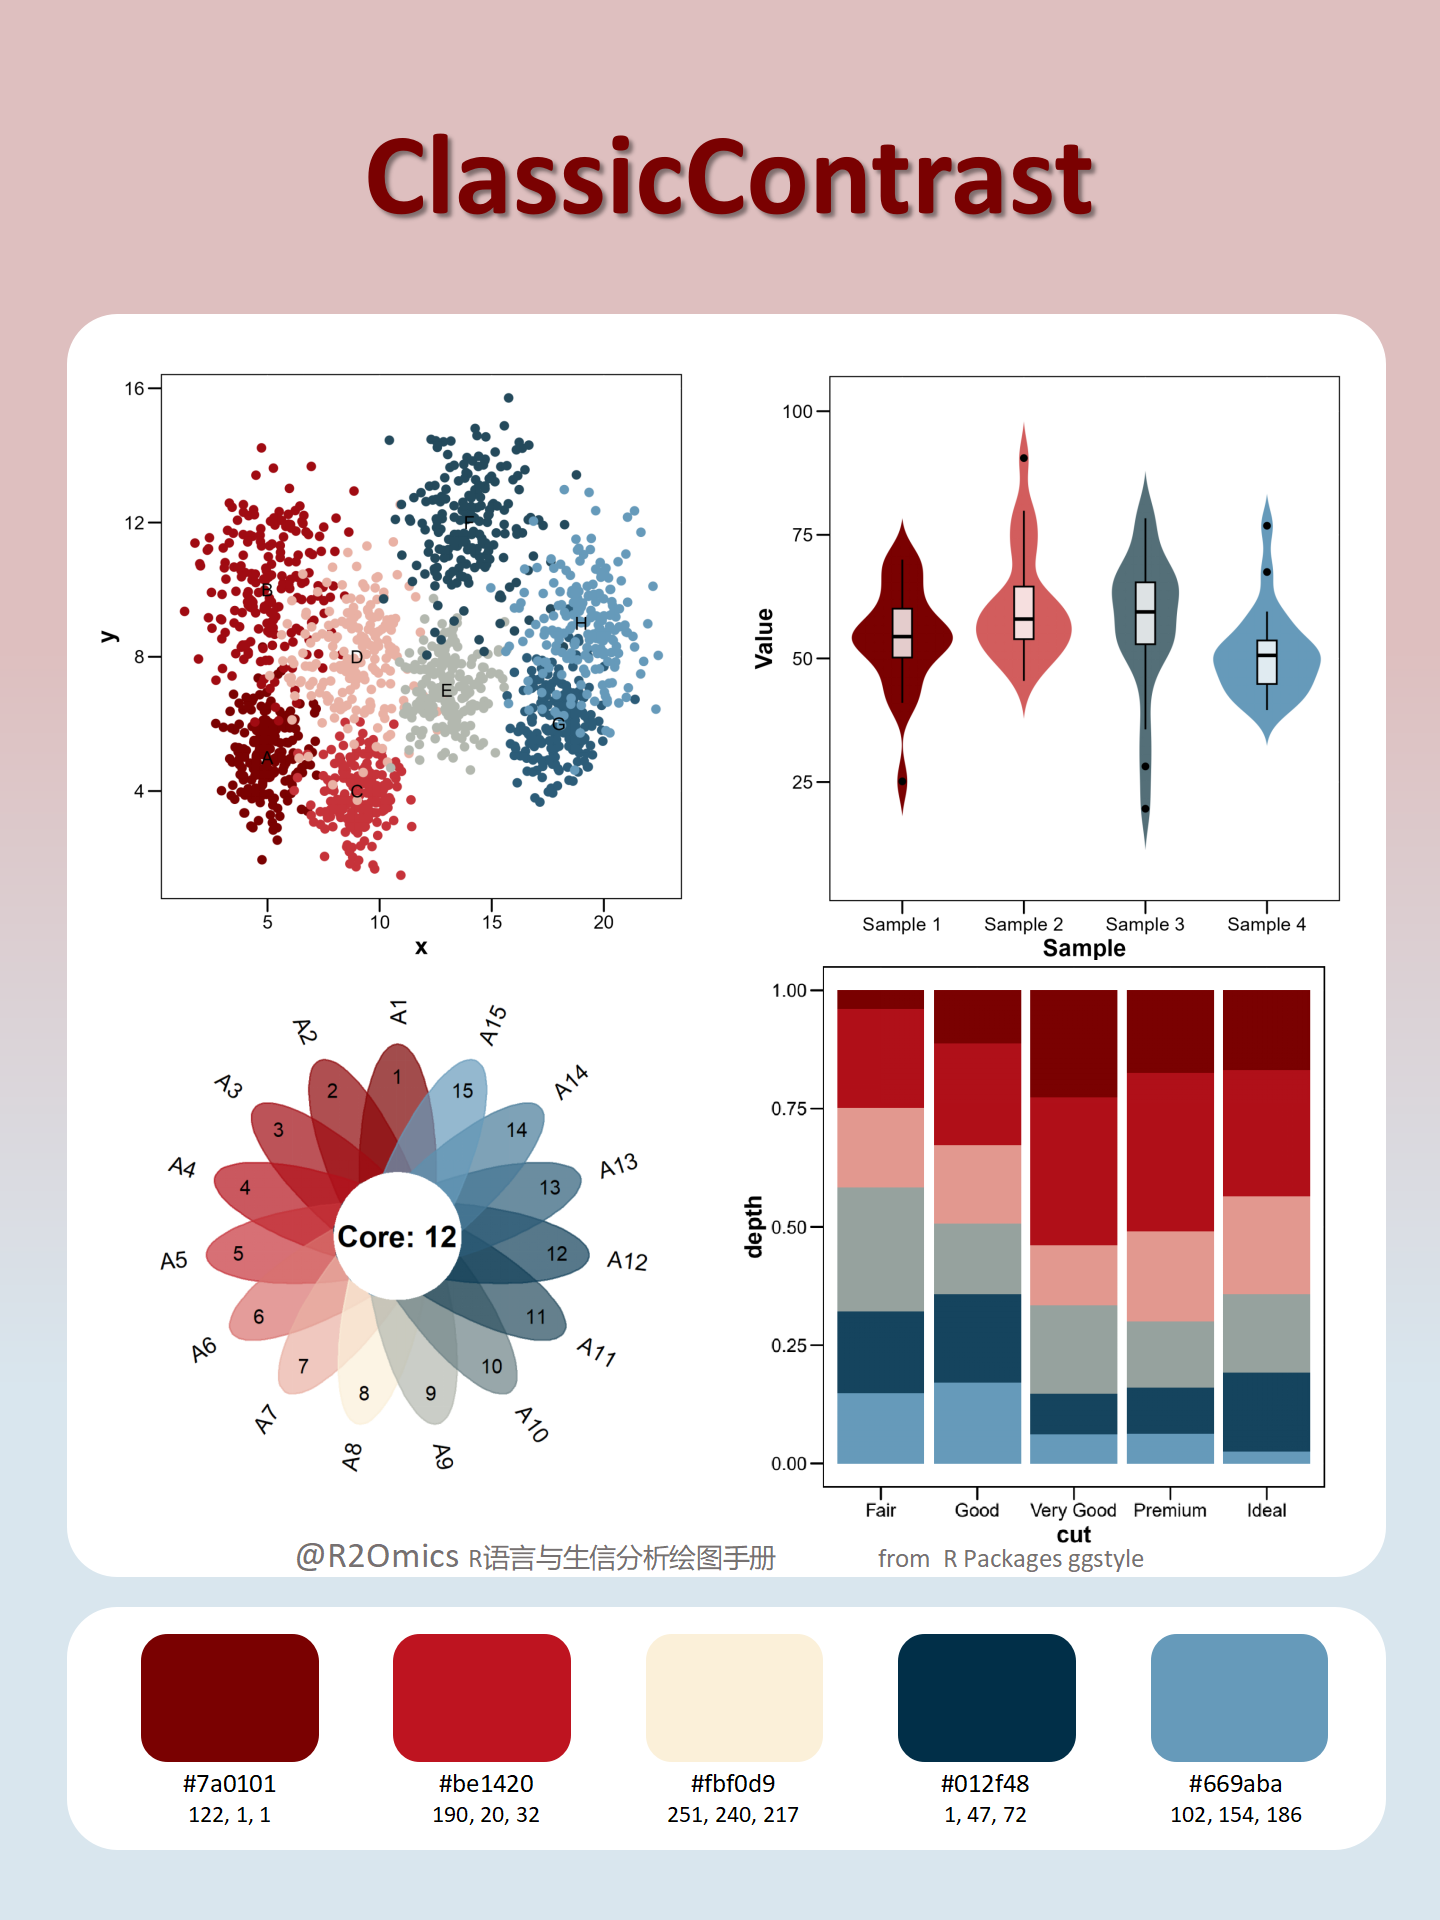 ClassicContrast
16
12
8
4
y
5 10 15 20
x
A
B
C
D
E
F
G
H
100
75
50
25
Value
Sample 1 Sample 2 Sample 3 Sample 4
Sample
A1
A2
A3
A4
A5
A6
A7
A8
A9
A10
A11
A12
A13
A14
A15
1
2
3
4
5
6
7
8
9
10
11
12
13
14
15
Core: 12
1.00
0.75
0.50
0.25
0.00
depth
Fair Good Very Good Premium Ideal
cut
@R2Omics R语言与生信分析绘图手册
from R Packages ggstyle
#7a0101 #be1420 #fbf0d9 #012f48 #669aba
122, 1, 1 190, 20, 32 251, 240, 217 1, 47, 72 102, 154, 186